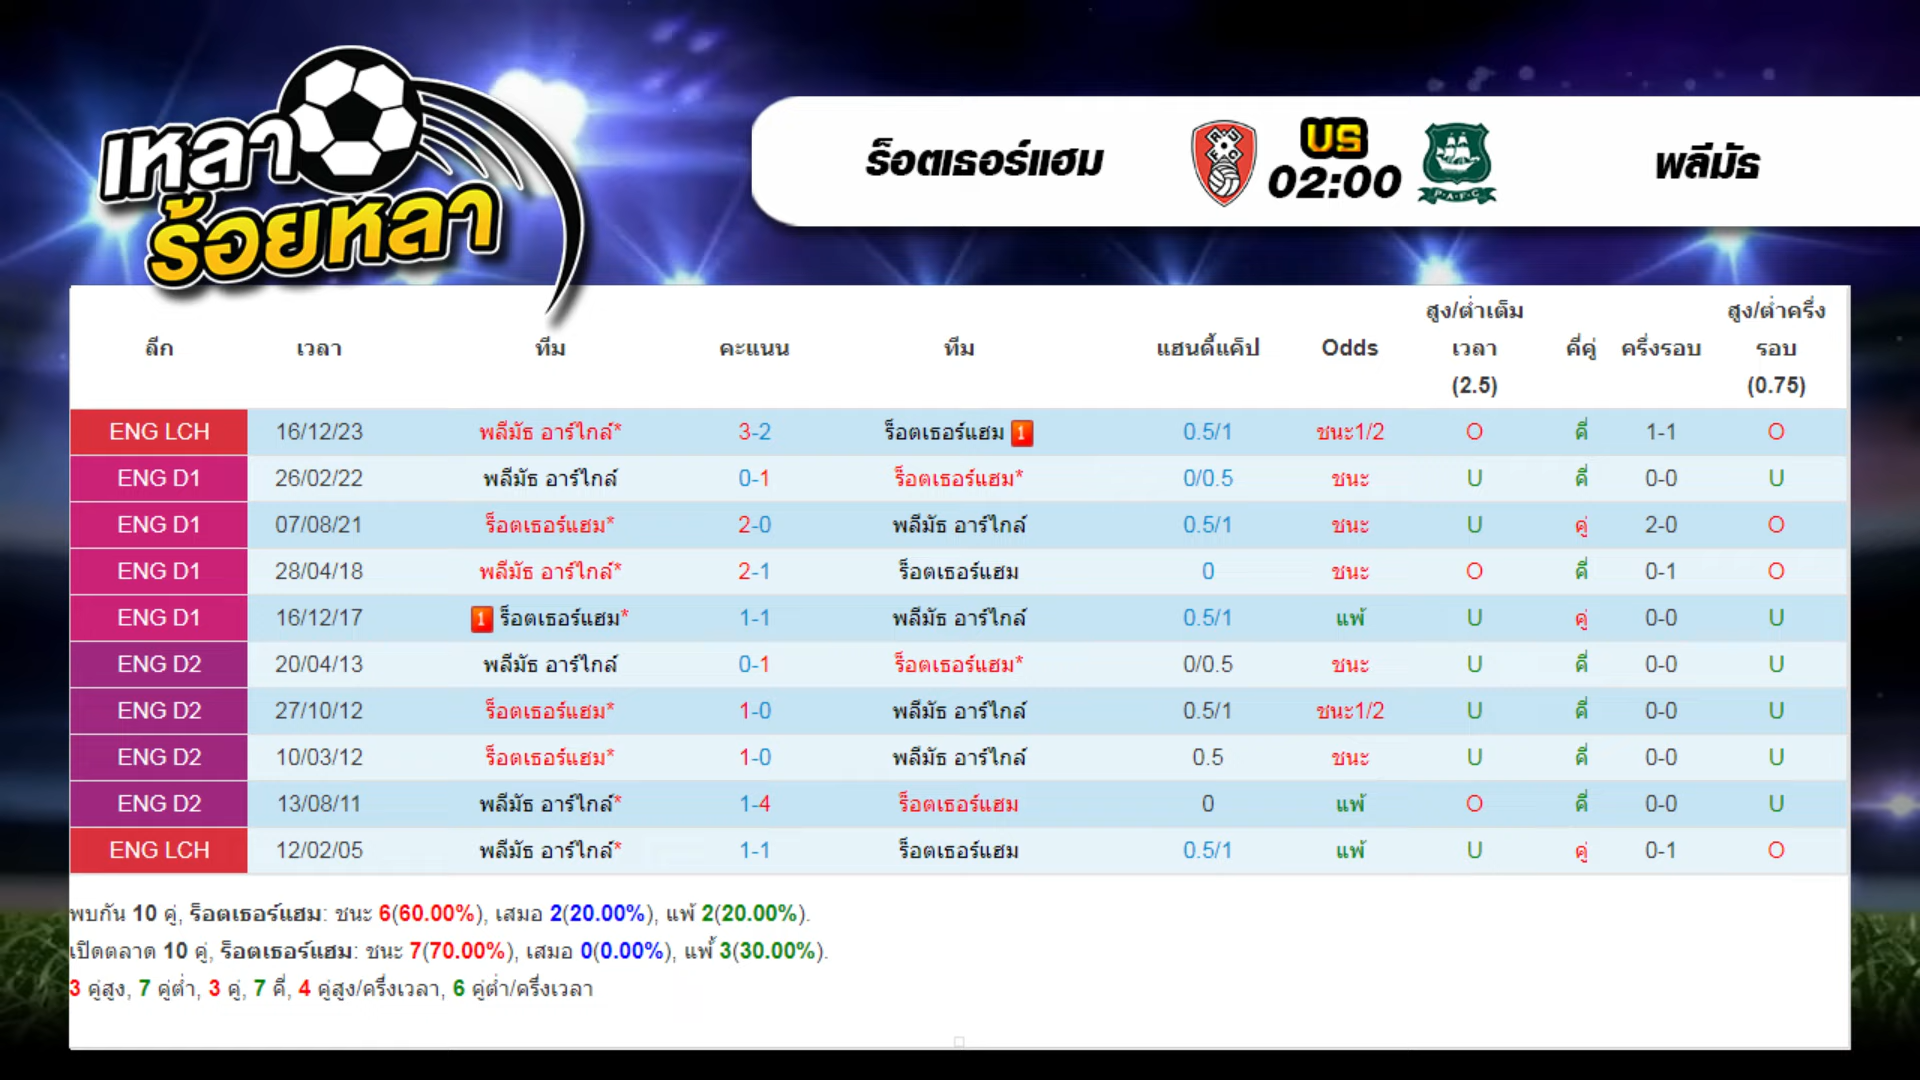 เหลา
ร้อยหลา
ร็อตเธอร์แฮม VS 02:00 พลีมัธ
P.A.F.C
ลีก เวลา ทีม คะแนน ทีม แฮนดี้แค็ป Odds สูง/ต่ำเต็มเวลา (2.5) คี่คู่ ครึ่งรอบ สูง/ต่ำครึ่งรอบ (0.75)
ENG LCH 16/12/23 พลีมัธ อาร์ไกล์* 3-2 ร็อตเธอร์แฮม 1 0.5/1 ชนะ1/2 O คี่ 1-1 O
ENG D1 26/02/22 พลีมัธ อาร์ไกล์ 0-1 ร็อตเธอร์แฮม* 0/0.5 ชนะ U คี่ 0-0 U
ENG D1 07/08/21 ร็อตเธอร์แฮม* 2-0 พลีมัธ อาร์ไกล์ 0.5/1 ชนะ U คู่ 2-0 O
ENG D1 28/04/18 พลีมัธ อาร์ไกล์* 2-1 ร็อตเธอร์แฮม 0 ชนะ O คี่ 0-1 O
ENG D1 16/12/17 1 ร็อตเธอร์แฮม* 1-1 พลีมัธ อาร์ไกล์ 0.5/1 แพ้ U คู่ 0-0 U
ENG D2 20/04/13 พลีมัธ อาร์ไกล์ 0-1 ร็อตเธอร์แฮม* 0/0.5 ชนะ U คี่ 0-0 U
ENG D2 27/10/12 ร็อตเธอร์แฮม* 1-0 พลีมัธ อาร์ไกล์ 0.5/1 ชนะ1/2 U คี่ 0-0 U
ENG D2 10/03/12 ร็อตเธอร์แฮม* 1-0 พลีมัธ อาร์ไกล์ 0.5 ชนะ U คี่ 0-0 U
ENG D2 13/08/11 พลีมัธ อาร์ไกล์* 1-4 ร็อตเธอร์แฮม 0 แพ้ O คี่ 0-0 U
ENG LCH 12/02/05 พลีมัธ อาร์ไกล์* 1-1 ร็อตเธอร์แฮม 0.5/1 แพ้ U คู่ 0-1 O
พบกัน 10 คู่, ร็อตเธอร์แฮม: ชนะ 6(60.00%), เสมอ 2(20.00%), แพ้ 2(20.00%).
เปิดตลาด 10 คู่, ร็อตเธอร์แฮม: ชนะ 7(70.00%), เสมอ 0(0.00%), แพ้ 3(30.00%).
3 คู่สูง, 7 คู่ต่ำ, 3 คู่, 7 คี่, 4 คู่สูง/ครึ่งเวลา, 6 คู่ต่ำ/ครึ่งเวลา